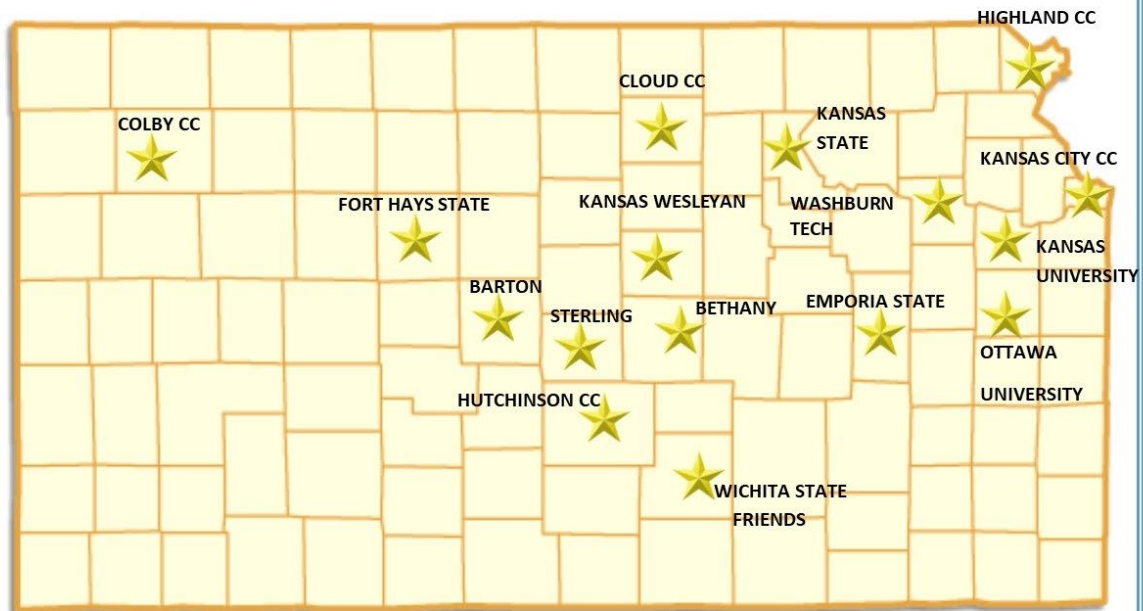 HIGHLAND CC
CLOUD CC
COLBY CC
KANSAS
STATE
KANSAS CITY CC
FORT HAYS STATE
KANSAS WESLEYAN
WASHBURN
TECH
KANSAS
UNIVERSITY
BARTON
STERLING
BETHANY
EMPORIA STATE
OTTAWA
UNIVERSITY
HUTCHINSON CC
WICHITA STATE
FRIENDS